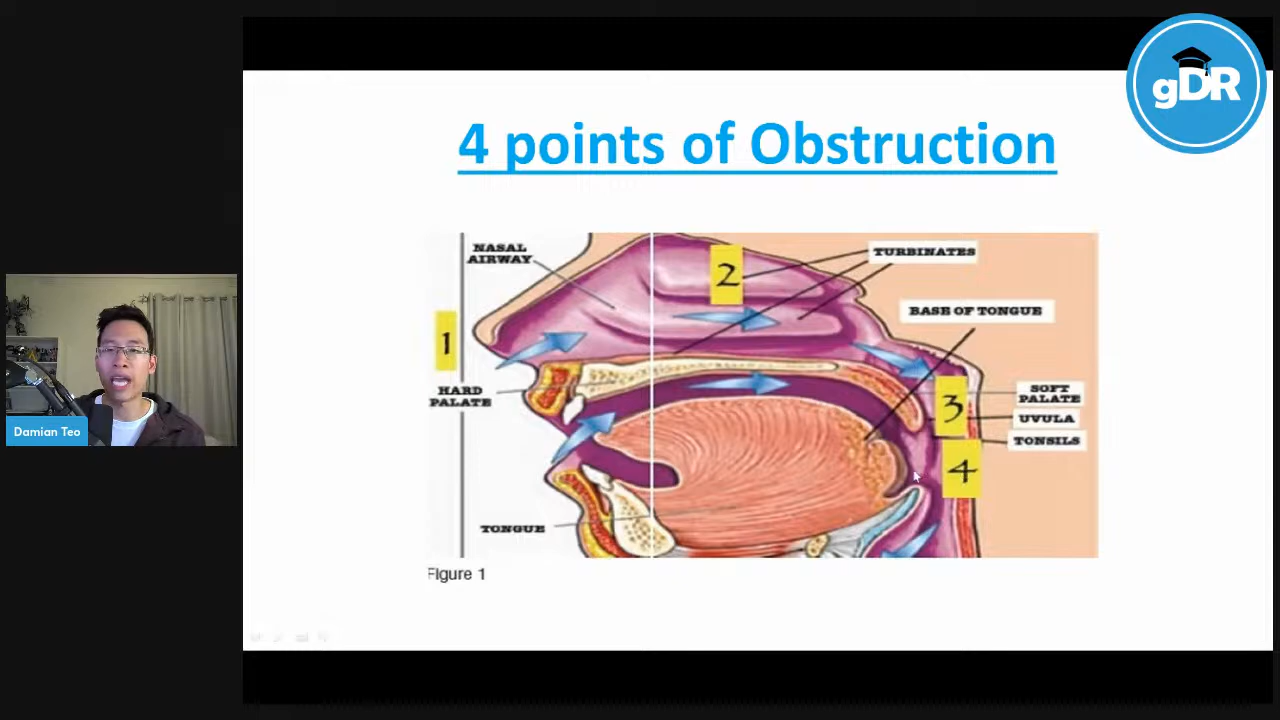 gDR
4 points of Obstruction
NASAL
AIRWAY
2
TURBINATES
BASE OF TONGUE
1
HARD
PALATE
3
SOFT
PALATE
UVULA
TONSILS
4
TONGUE
Figure 1
Damian Teo